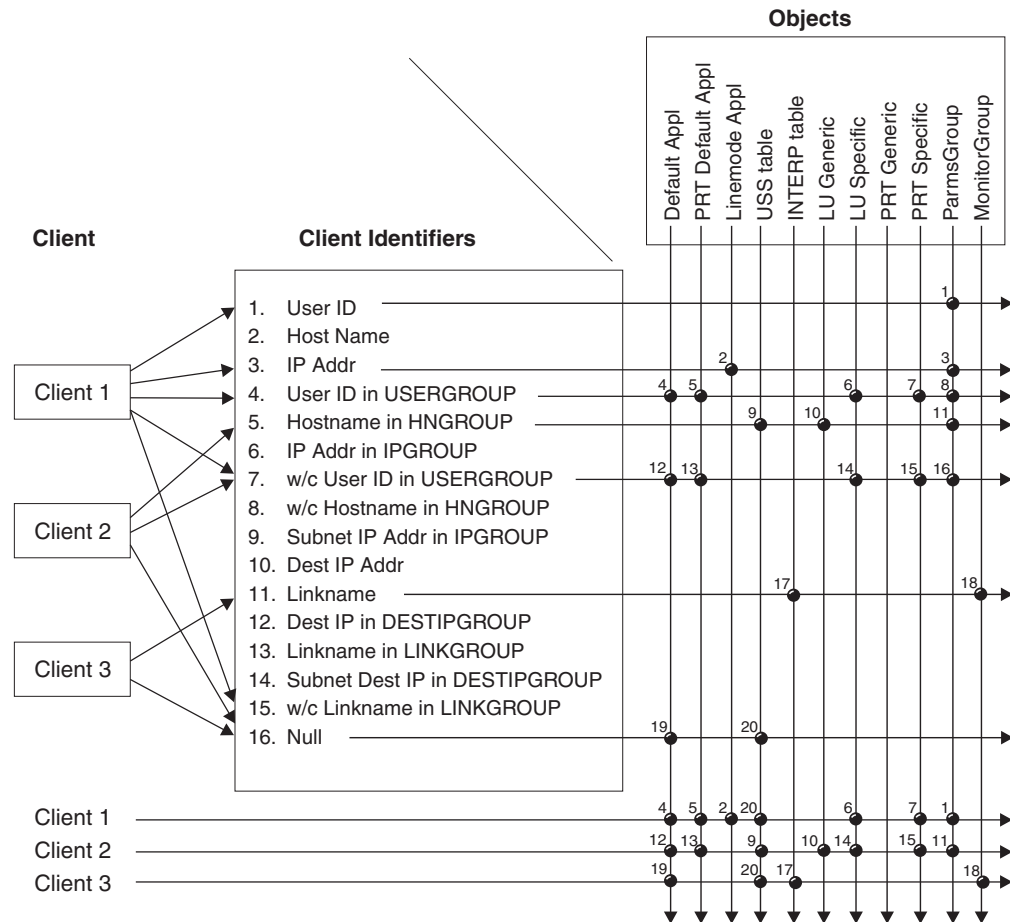 Objects
Default Appl
PRT Default Appl
Linemode Appl
USS table
INTERP table
LU Generic
LU Specific
PRT Generic
PRT Specific
ParmsGroup
MonitorGroup
Client
Client Identifiers
Client 1
Client 2
Client 3
1. User ID
2. Host Name
3. IP Addr
4. User ID in USERGROUP
5. Hostname in HNGROUP
6. IP Addr in IPGROUP
7. w/c User ID in USERGROUP
8. w/c Hostname in HNGROUP
9. Subnet IP Addr in IPGROUP
10. Dest IP Addr
11. Linkname
12. Dest IP in DESTIPGROUP
13. Linkname in LINKGROUP
14. Subnet Dest IP in DESTIPGROUP
15. w/c Linkname in LINKGROUP
16. Null
1
2 3
4 5 6 7 8
9 10 11
12 13 14 15 16
17 18
19 20
Client 1 4 5 2 20 6 7 1
Client 2 12 13 9 10 14 15 11
Client 3 19 20 17 18